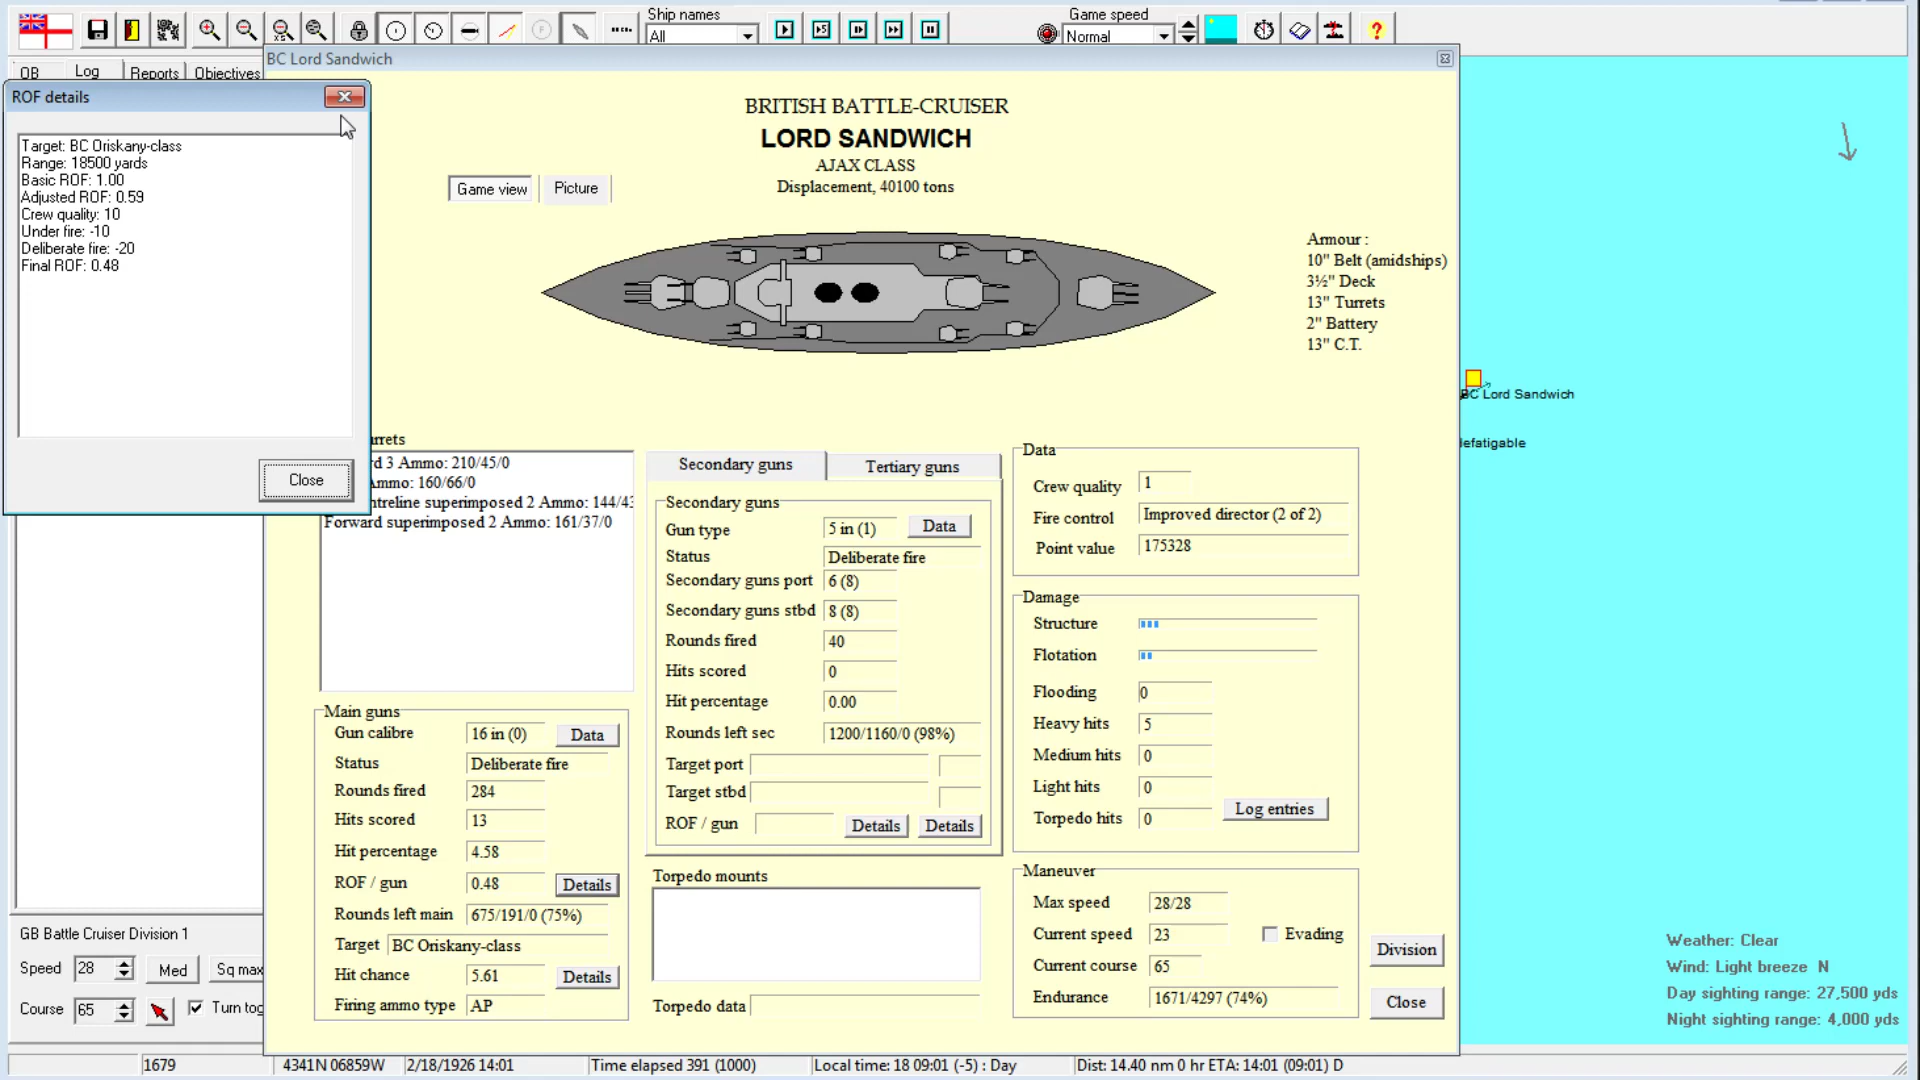 Ship names
All
Game speed
Normal
OB
Log
Reports
Objectives
BC Lord Sandwich
ROF details
Target: BC Oriskany-class
Range: 18500 yards
Basic ROF: 1.00
Adjusted ROF: 0.59
Crew quality: 10
Under fire: -10
Deliberate fire: -20
Final ROF: 0.48
Close
BRITISH BATTLE-CRUISER
LORD SANDWICH
AJAX CLASS
Displacement, 40100 tons
Game view
Picture
Armour :
10" Belt (amidships)
3½" Deck
13" Turrets
2" Battery
13" C.T.
BC Lord Sandwich
defatigable
urrets
rd 3 Ammo: 210/45/0
Ammo: 160/66/0
ntreline superimposed 2 Ammo: 144/43
Forward superimposed 2 Ammo: 161/37/0
Main guns
Gun calibre 16 in (0) Data
Status Deliberate fire
Rounds fired 284
Hits scored 13
Hit percentage 4.58
ROF / gun 0.48 Details
Rounds left main 675/191/0 (75%)
Target BC Oriskany-class
Hit chance 5.61 Details
Firing ammo type AP
Secondary guns
Tertiary guns
Secondary guns
Gun type 5 in (1) Data
Status Deliberate fire
Secondary guns port 6 (8)
Secondary guns stbd 8 (8)
Rounds fired 40
Hits scored 0
Hit percentage 0.00
Rounds left sec 1200/1160/0 (98%)
Target port
Target stbd
ROF / gun Details Details
Torpedo mounts
Torpedo data
Data
Crew quality 1
Fire control Improved director (2 of 2)
Point value 175328
Damage
Structure
Flotation
Flooding 0
Heavy hits 5
Medium hits 0
Light hits 0
Log entries
Torpedo hits 0
Maneuver
Max speed 28/28
Current speed 23 Evading
Current course 65
Endurance 1671/4297 (74%)
Division
Close
GB Battle Cruiser Division 1
Speed 28 Med Sq max
Course 65 Turn tog
Weather: Clear
Wind: Light breeze N
Day sighting range: 27,500 yds
Night sighting range: 4,000 yds
1679 4341N 06859W 2/18/1926 14:01 Time elapsed 391 (1000) Local time: 18 09:01 (-5) : Day Dist: 14.40 nm 0 hr ETA: 14:01 (09:01) D